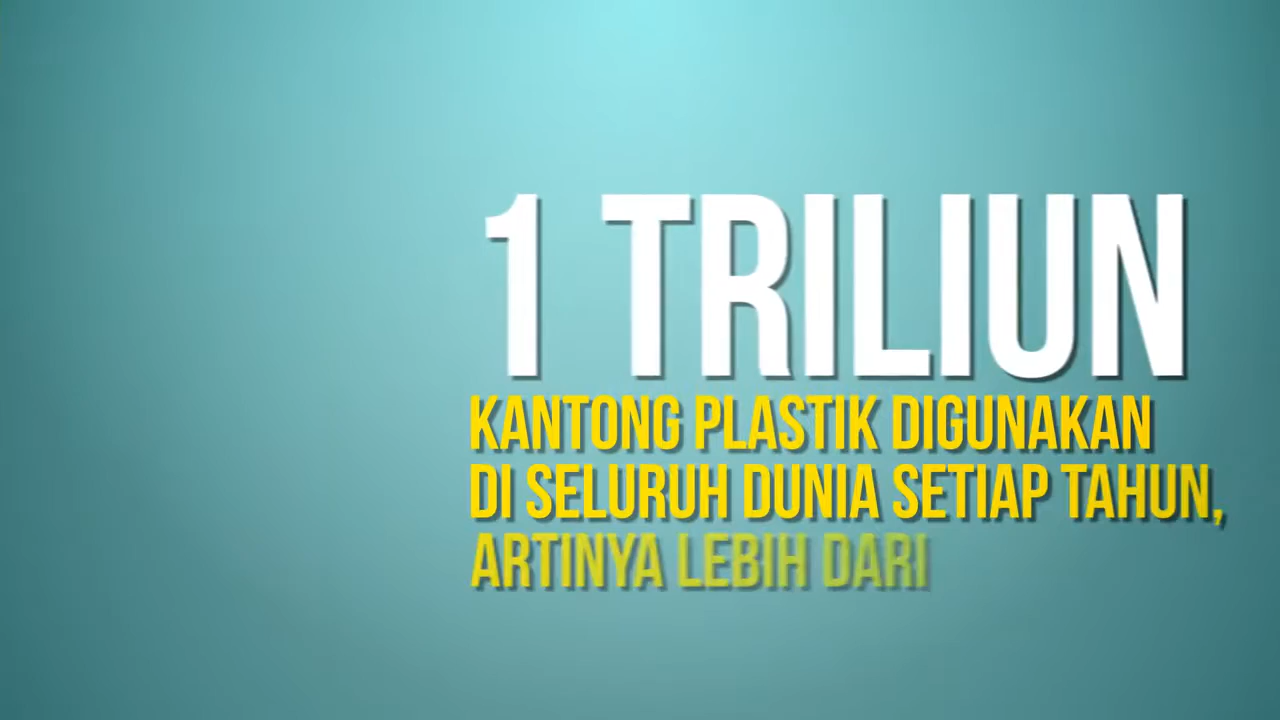 1 TRILIUN
KANTONG PLASTIK DIGUNAKAN
DI SELURUH DUNIA SETIAP TAHUN,
ARTINYA LEBIH DARI